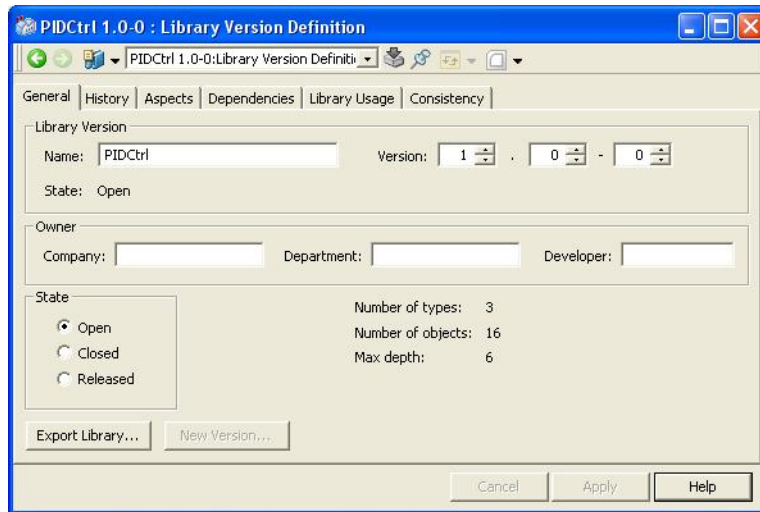 PIDCtrl 1.0-0 : Library Version Definition
PIDCtrl 1.0-0:Library Version Definiti
General History Aspects Dependencies Library Usage Consistency
Library Version
Name: PIDCtrl Version: 1 . 0 - 0
State: Open
Owner
Company: Department: Developer:
State
Open
Closed
Released
Number of types: 3
Number of objects: 16
Max depth: 6
Export Library... New Version...
Cancel Apply Help